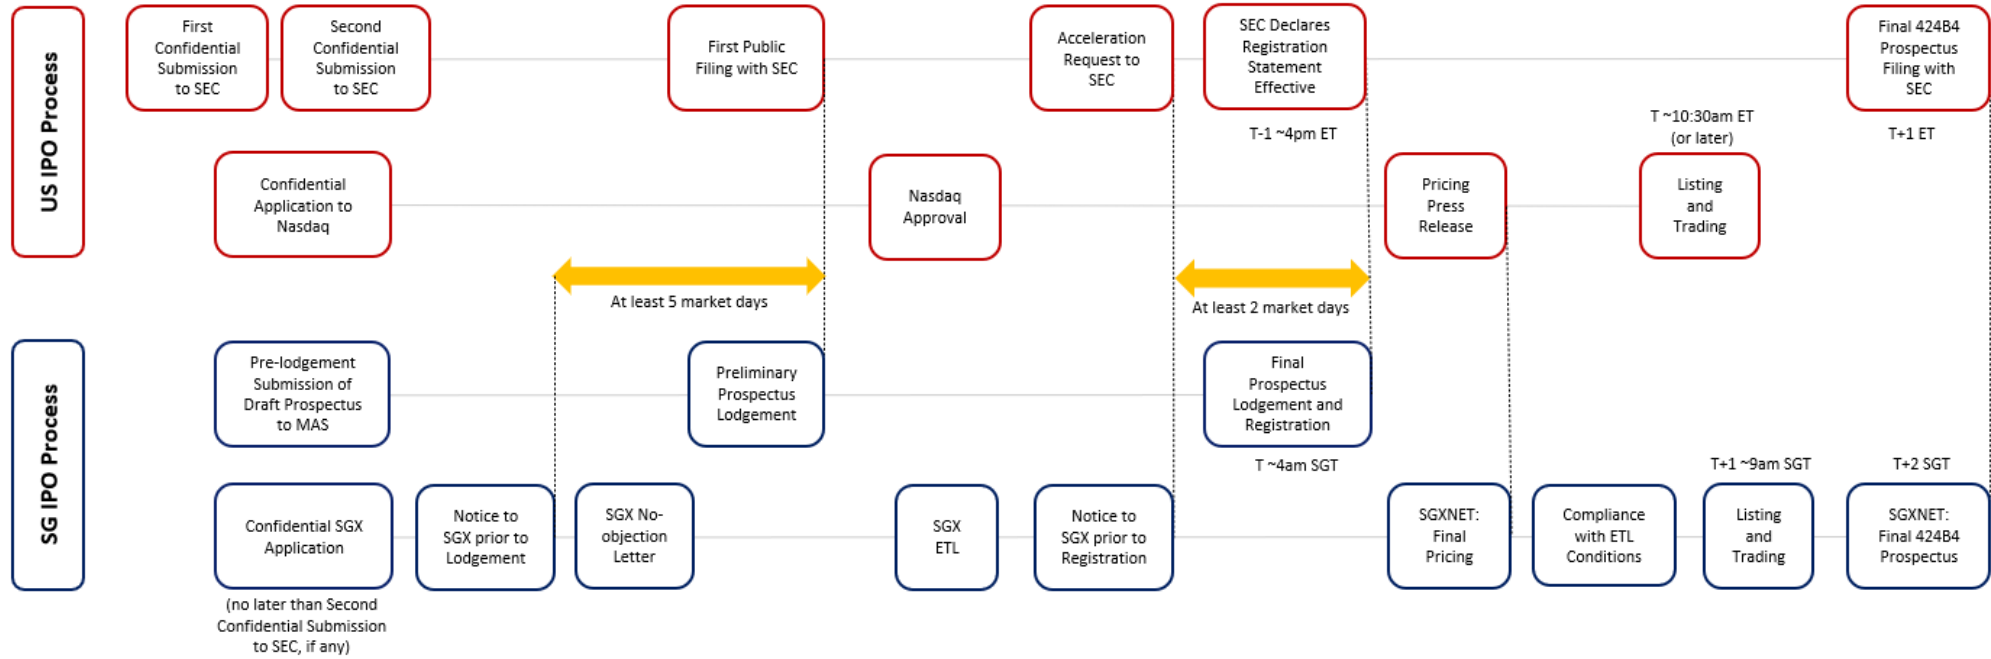 US IPO Process
First
Confidential
Submission
to SEC
Second
Confidential
Submission
to SEC
First Public
Filing with SEC
Acceleration
Request to
SEC
SEC Declares
Registration
Statement
Effective
T-1 ~4pm ET
Final 424B4
Prospectus
Filing with
SEC
T+1 ET
Confidential
Application to
Nasdaq
Nasdaq
Approval
Pricing
Press
Release
T ~10:30am ET
(or later)
Listing
and
Trading
At least 5 market days
At least 2 market days
SG IPO Process
Pre-lodgement
Submission of
Draft Prospectus
to MAS
Preliminary
Prospectus
Lodgement
Final
Prospectus
Lodgement and
Registration
T ~4am SGT
Confidential SGX
Application
(no later than Second
Confidential Submission
to SEC, if any)
Notice to
SGX prior to
Lodgement
SGX No-
objection
Letter
SGX
ETL
Notice to
SGX prior to
Registration
SGXNET:
Final
Pricing
Compliance
with ETL
Conditions
T+1 ~9am SGT
Listing
and
Trading
T+2 SGT
SGXNET:
Final 424B4
Prospectus